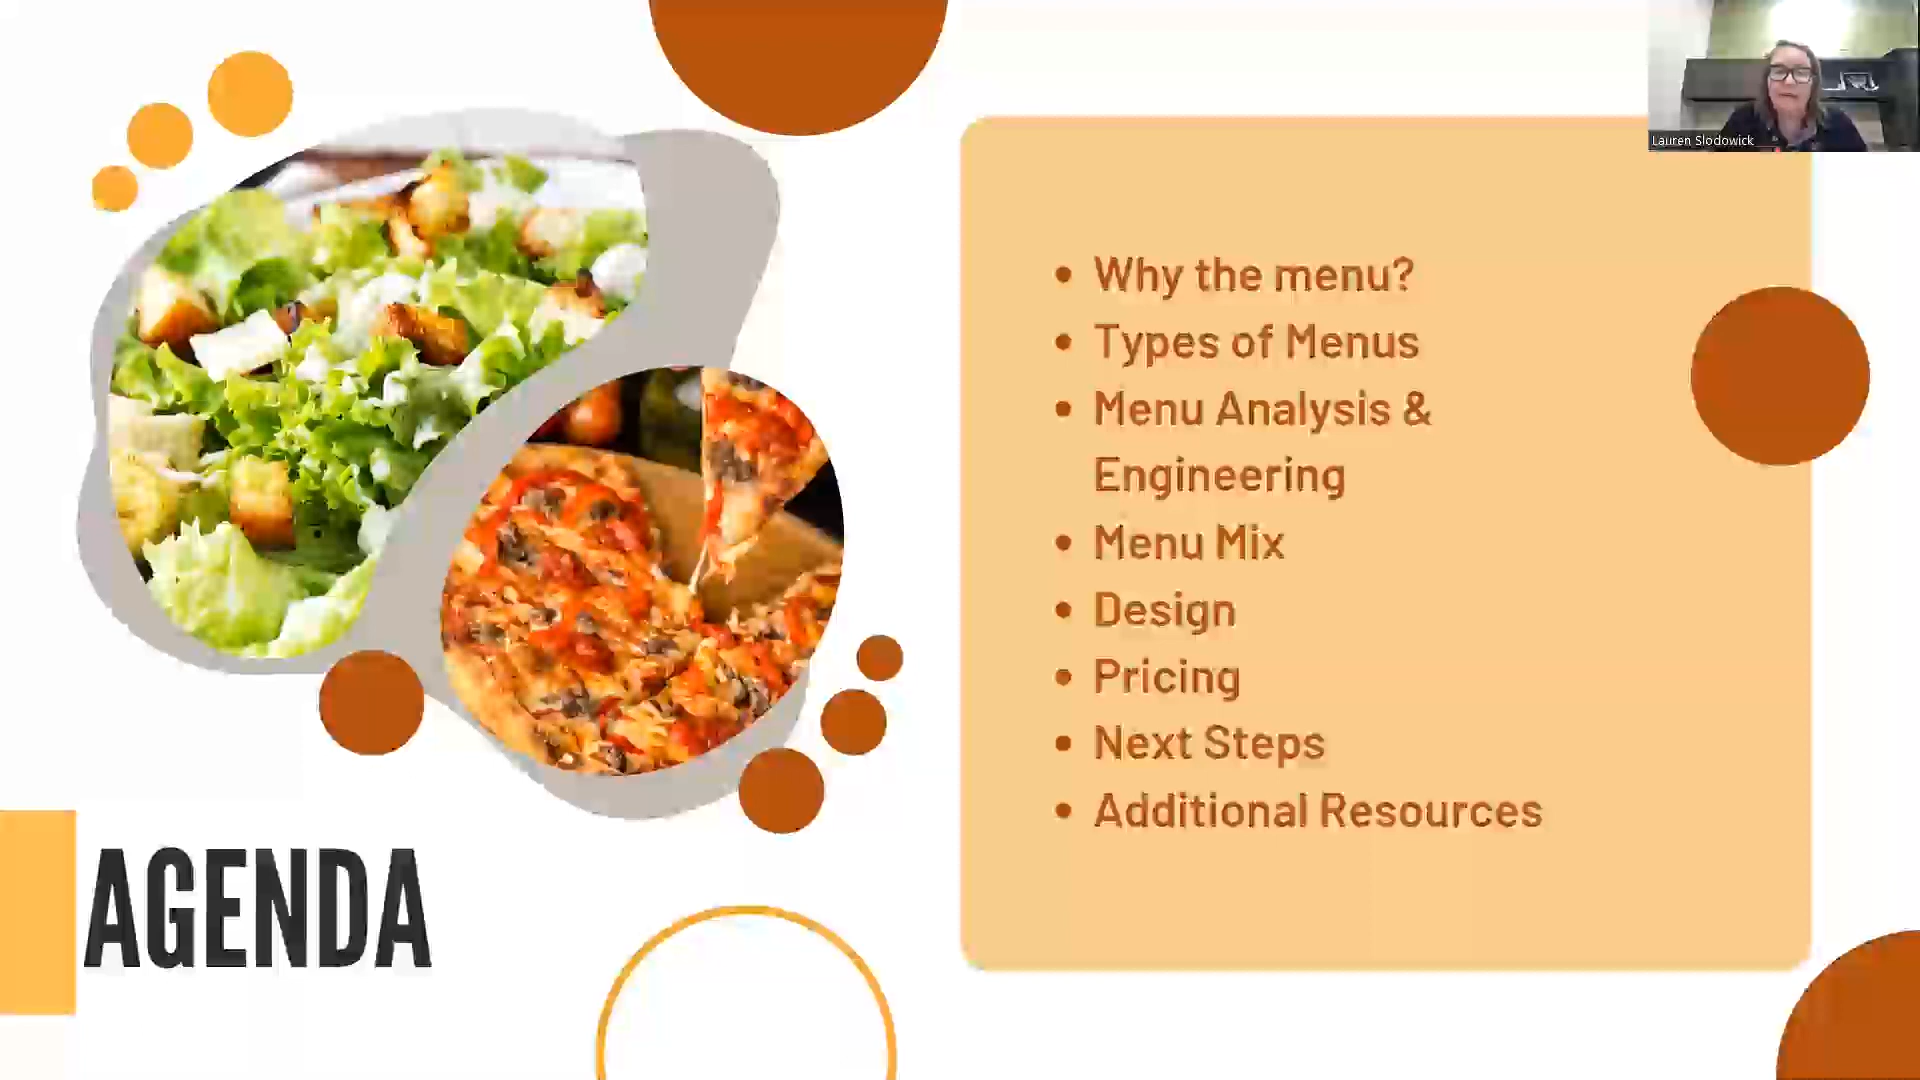 Lauren Slodowick
• Why the menu?
• Types of Menus
• Menu Analysis &
Engineering
• Menu Mix
• Design
• Pricing
• Next Steps
• Additional Resources
AGENDA